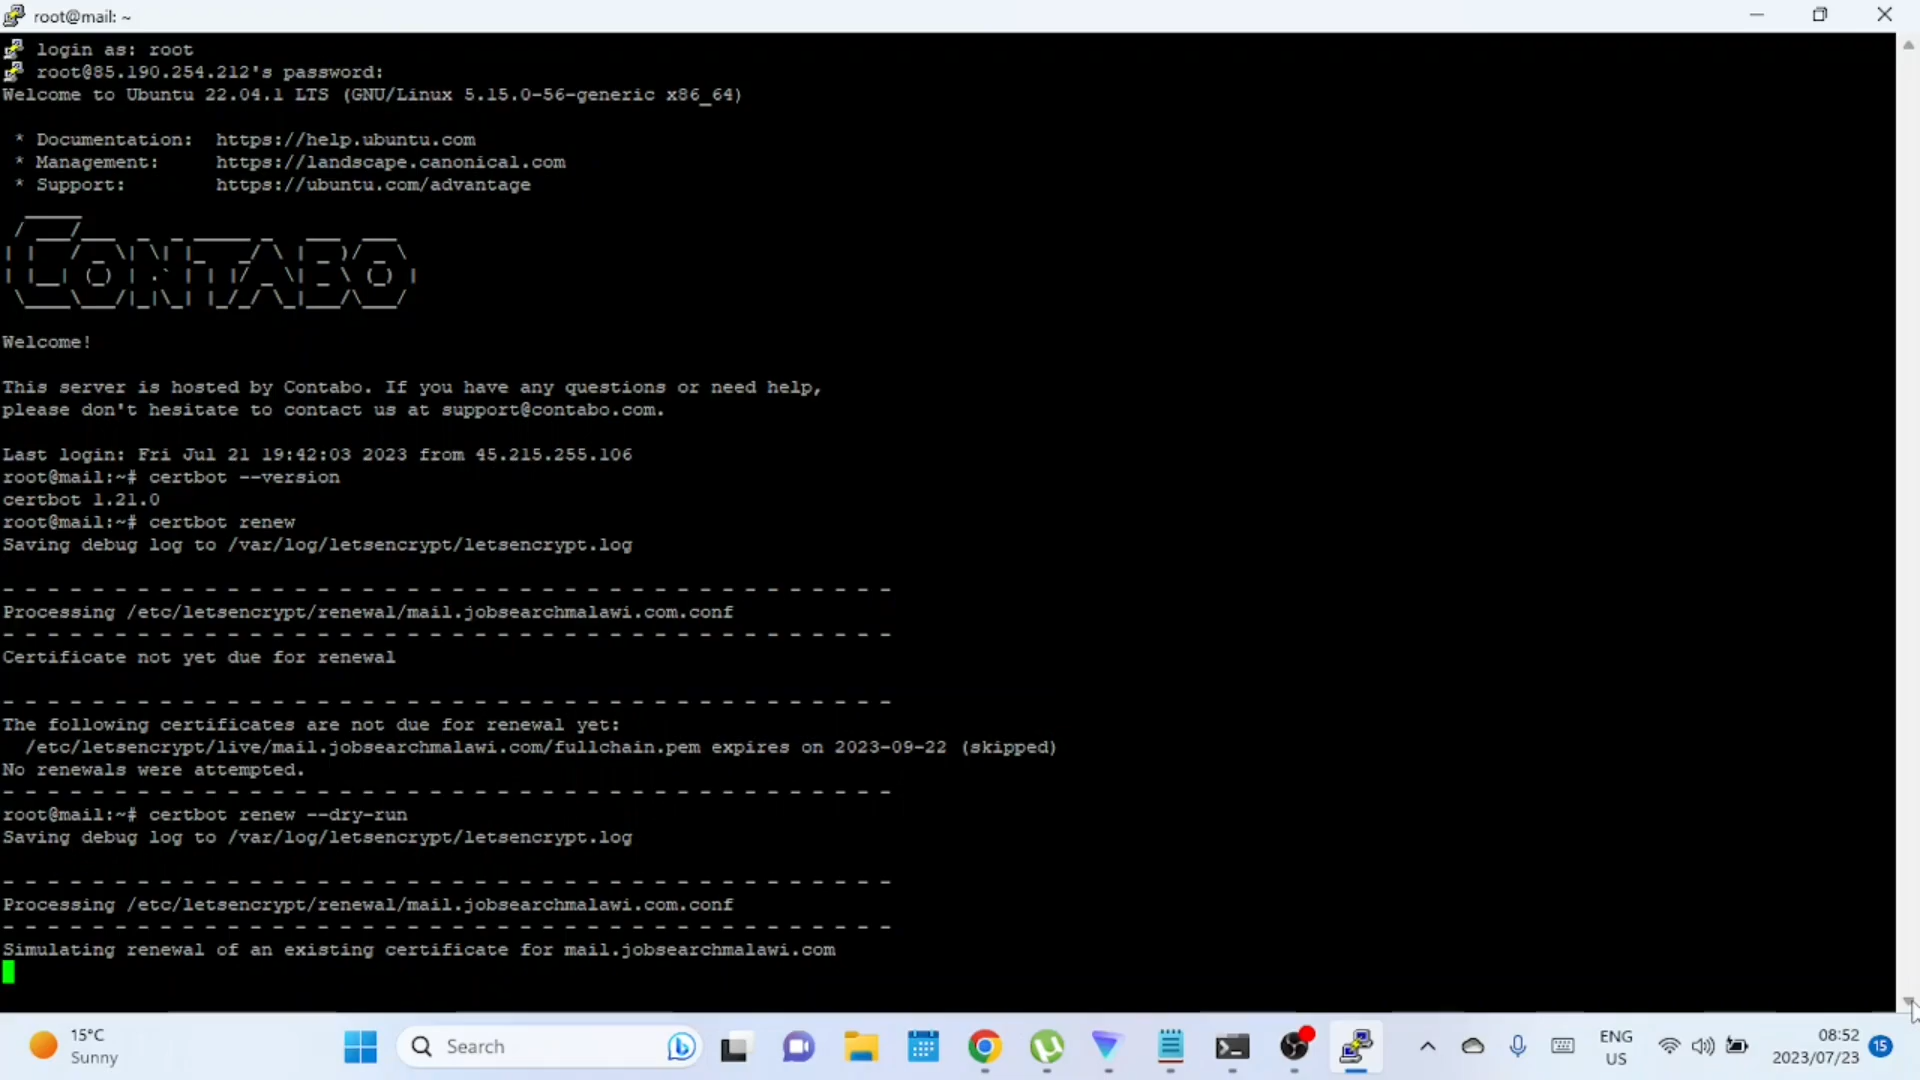 root@mail: ~
login as: root
root@85.190.254.212's password:
Welcome to Ubuntu 22.04.1 LTS (GNU/Linux 5.15.0-56-generic x86_64)
* Documentation: https://help.ubuntu.com
* Management: https://landscape.canonical.com
* Support: https://ubuntu.com/advantage
CONTABO
Welcome!
This server is hosted by Contabo. If you have any questions or need help,
please don't hesitate to contact us at support@contabo.com.
Last login: Fri Jul 21 19:42:03 2023 from 45.215.255.106
root@mail:~# certbot --version
certbot 1.21.0
root@mail:~# certbot renew
Saving debug log to /var/log/letsencrypt/letsencrypt.log
- - - - - - - - - - - - - - - - - - - - - - - - - - - - - - - - - - - - - - - -
Processing /etc/letsencrypt/renewal/mail.jobsearchmalawi.com.conf
- - - - - - - - - - - - - - - - - - - - - - - - - - - - - - - - - - - - - - - -
Certificate not yet due for renewal
- - - - - - - - - - - - - - - - - - - - - - - - - - - - - - - - - - - - - - - -
The following certificates are not due for renewal yet:
/etc/letsencrypt/live/mail.jobsearchmalawi.com/fullchain.pem expires on 2023-09-22 (skipped)
No renewals were attempted.
- - - - - - - - - - - - - - - - - - - - - - - - - - - - - - - - - - - - - - - -
root@mail:~# certbot renew --dry-run
Saving debug log to /var/log/letsencrypt/letsencrypt.log
- - - - - - - - - - - - - - - - - - - - - - - - - - - - - - - - - - - - - - - -
Processing /etc/letsencrypt/renewal/mail.jobsearchmalawi.com.conf
- - - - - - - - - - - - - - - - - - - - - - - - - - - - - - - - - - - - - - - -
Simulating renewal of an existing certificate for mail.jobsearchmalawi.com
15°C
Sunny
Search
ENG
US
08:52
2023/07/23
15